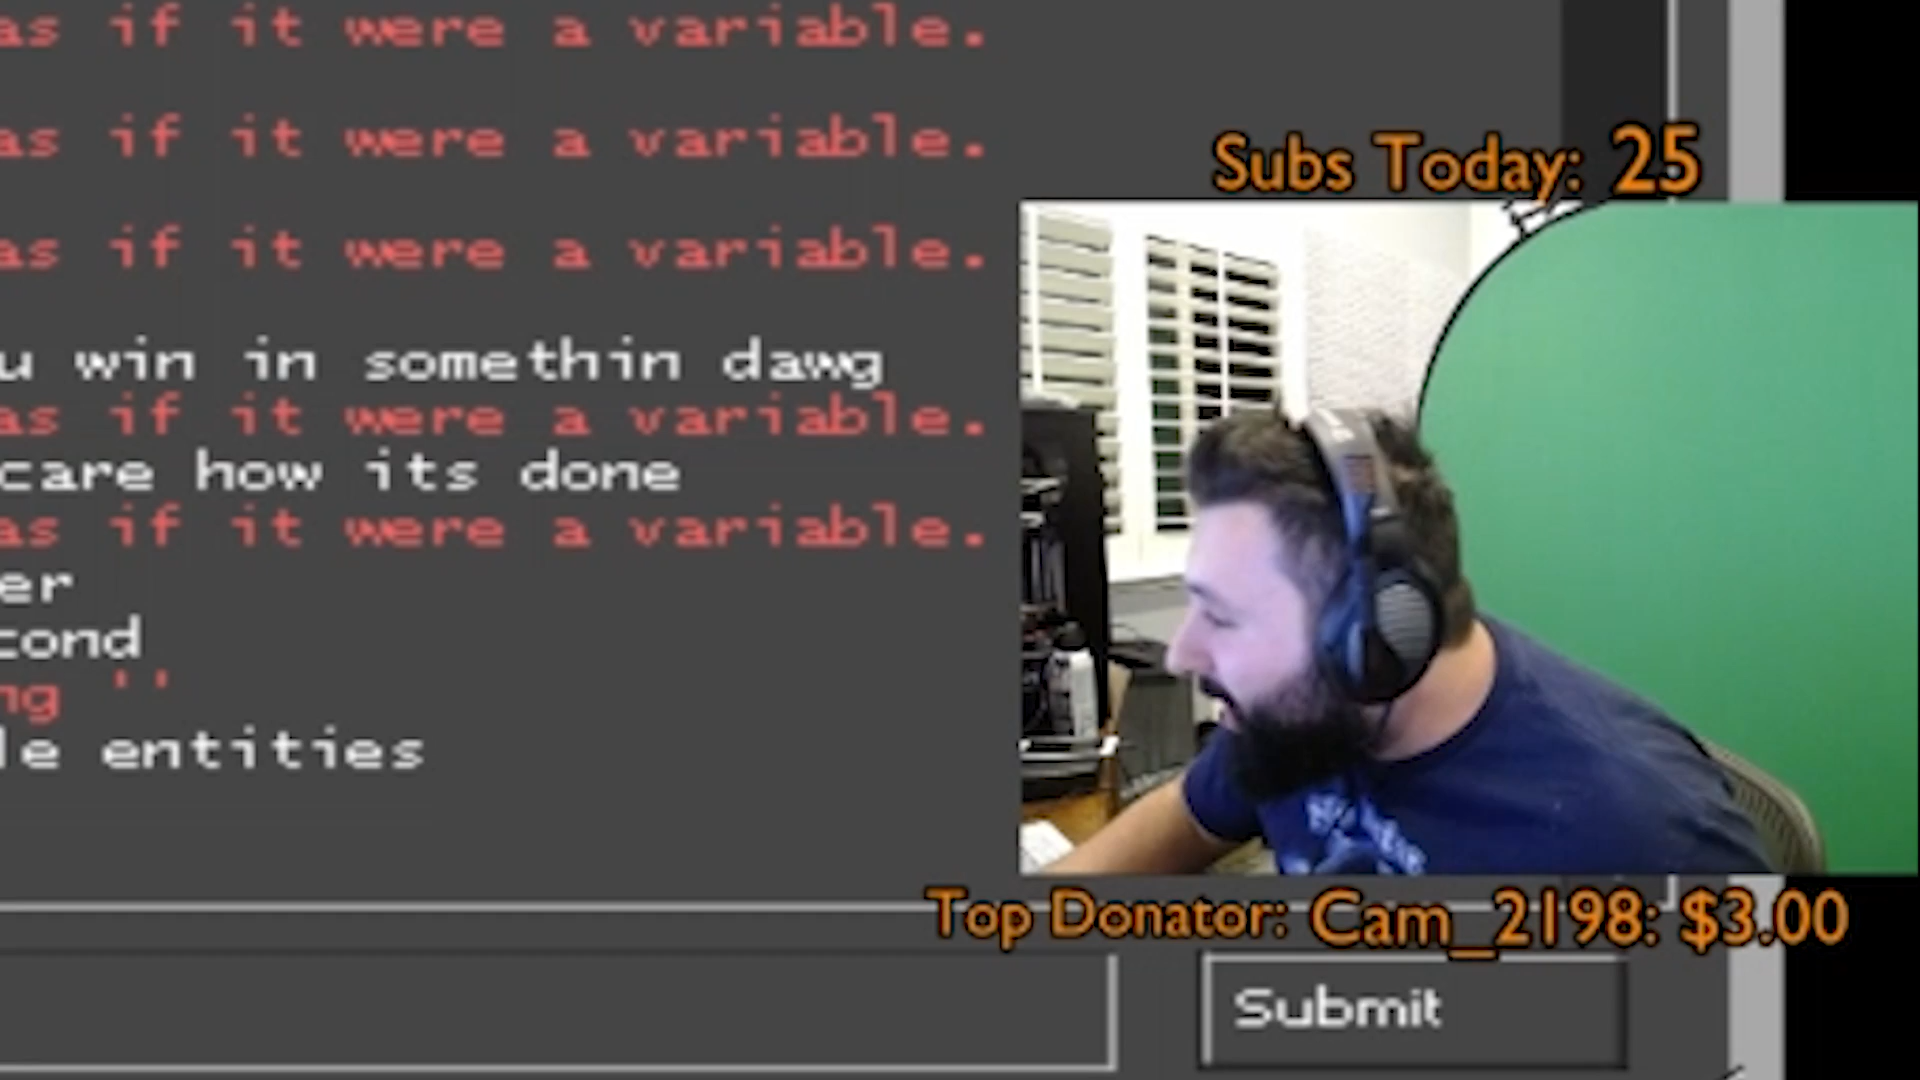 as if it were a variable.
as if it were a variable.
Subs Today: 25
as if it were a variable.
u win in somethin dawg
as if it were a variable.
care how its done
as if it were a variable.
er
cond
ng ''
le entities
Top Donator: Cam_2198: $3.00
Submit